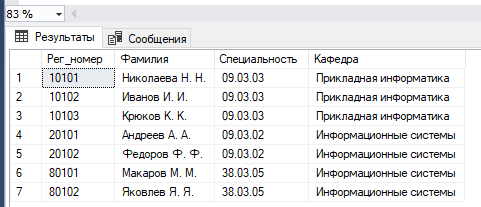 83 %
Результаты Сообщения
Рег_номер Фамилия Специальность Кафедра
1 10101 Николаева Н. Н. 09.03.03 Прикладная информатика
2 10102 Иванов И. И. 09.03.03 Прикладная информатика
3 10103 Крюков К. К. 09.03.03 Прикладная информатика
4 20101 Андреев А. А. 09.03.02 Информационные системы
5 20102 Федоров Ф. Ф. 09.03.02 Информационные системы
6 80101 Макаров М. М. 38.03.05 Информационные системы
7 80102 Яковлев Я. Я. 38.03.05 Информационные системы